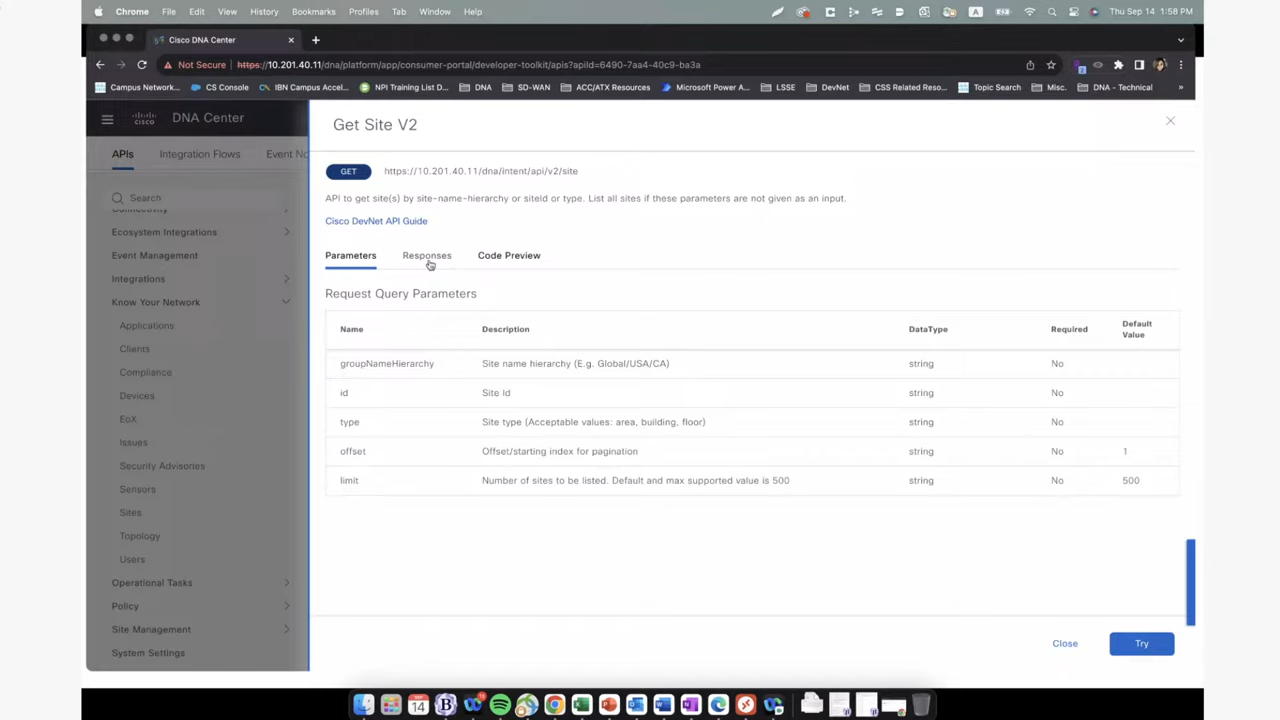 Chrome File Edit View History Bookmarks Profiles Tab Window Help Thu Sep 14 1:58 PM
Cisco DNA Center
Not Secure https://10.201.40.11/dna/platform/app/consumer-portal/developer-toolkit/apis?apiId=6490-7aa4-40c9-ba3a
Campus Network... CS Console IBN Campus Accel... NPI Training List D... DNA SD-WAN ACC/ATX Resources Microsoft Power A... LSSE DevNet CSS Related Reso... Topic Search Misc. DNA - Technical »
cisco DNA Center
APIs Integration Flows Event No
Search
Connectivity
Ecosystem Integrations
Event Management
Integrations
Know Your Network
Applications
Clients
Compliance
Devices
EoX
Issues
Security Advisories
Sensors
Sites
Topology
Users
Operational Tasks
Policy
Site Management
System Settings
Get Site V2
GET https://10.201.40.11/dna/intent/api/v2/site
API to get site(s) by site-name-hierarchy or siteId or type. List all sites if these parameters are not given as an input.
Cisco DevNet API Guide
Parameters Responses Code Preview
Request Query Parameters
Name Description DataType Required Default Value
groupNameHierarchy Site name hierarchy (E.g. Global/USA/CA) string No
id Site Id string No
type Site type (Acceptable values: area, building, floor) string No
offset Offset/starting index for pagination string No 1
limit Number of sites to be listed. Default and max supported value is 500 string No 500
Close Try